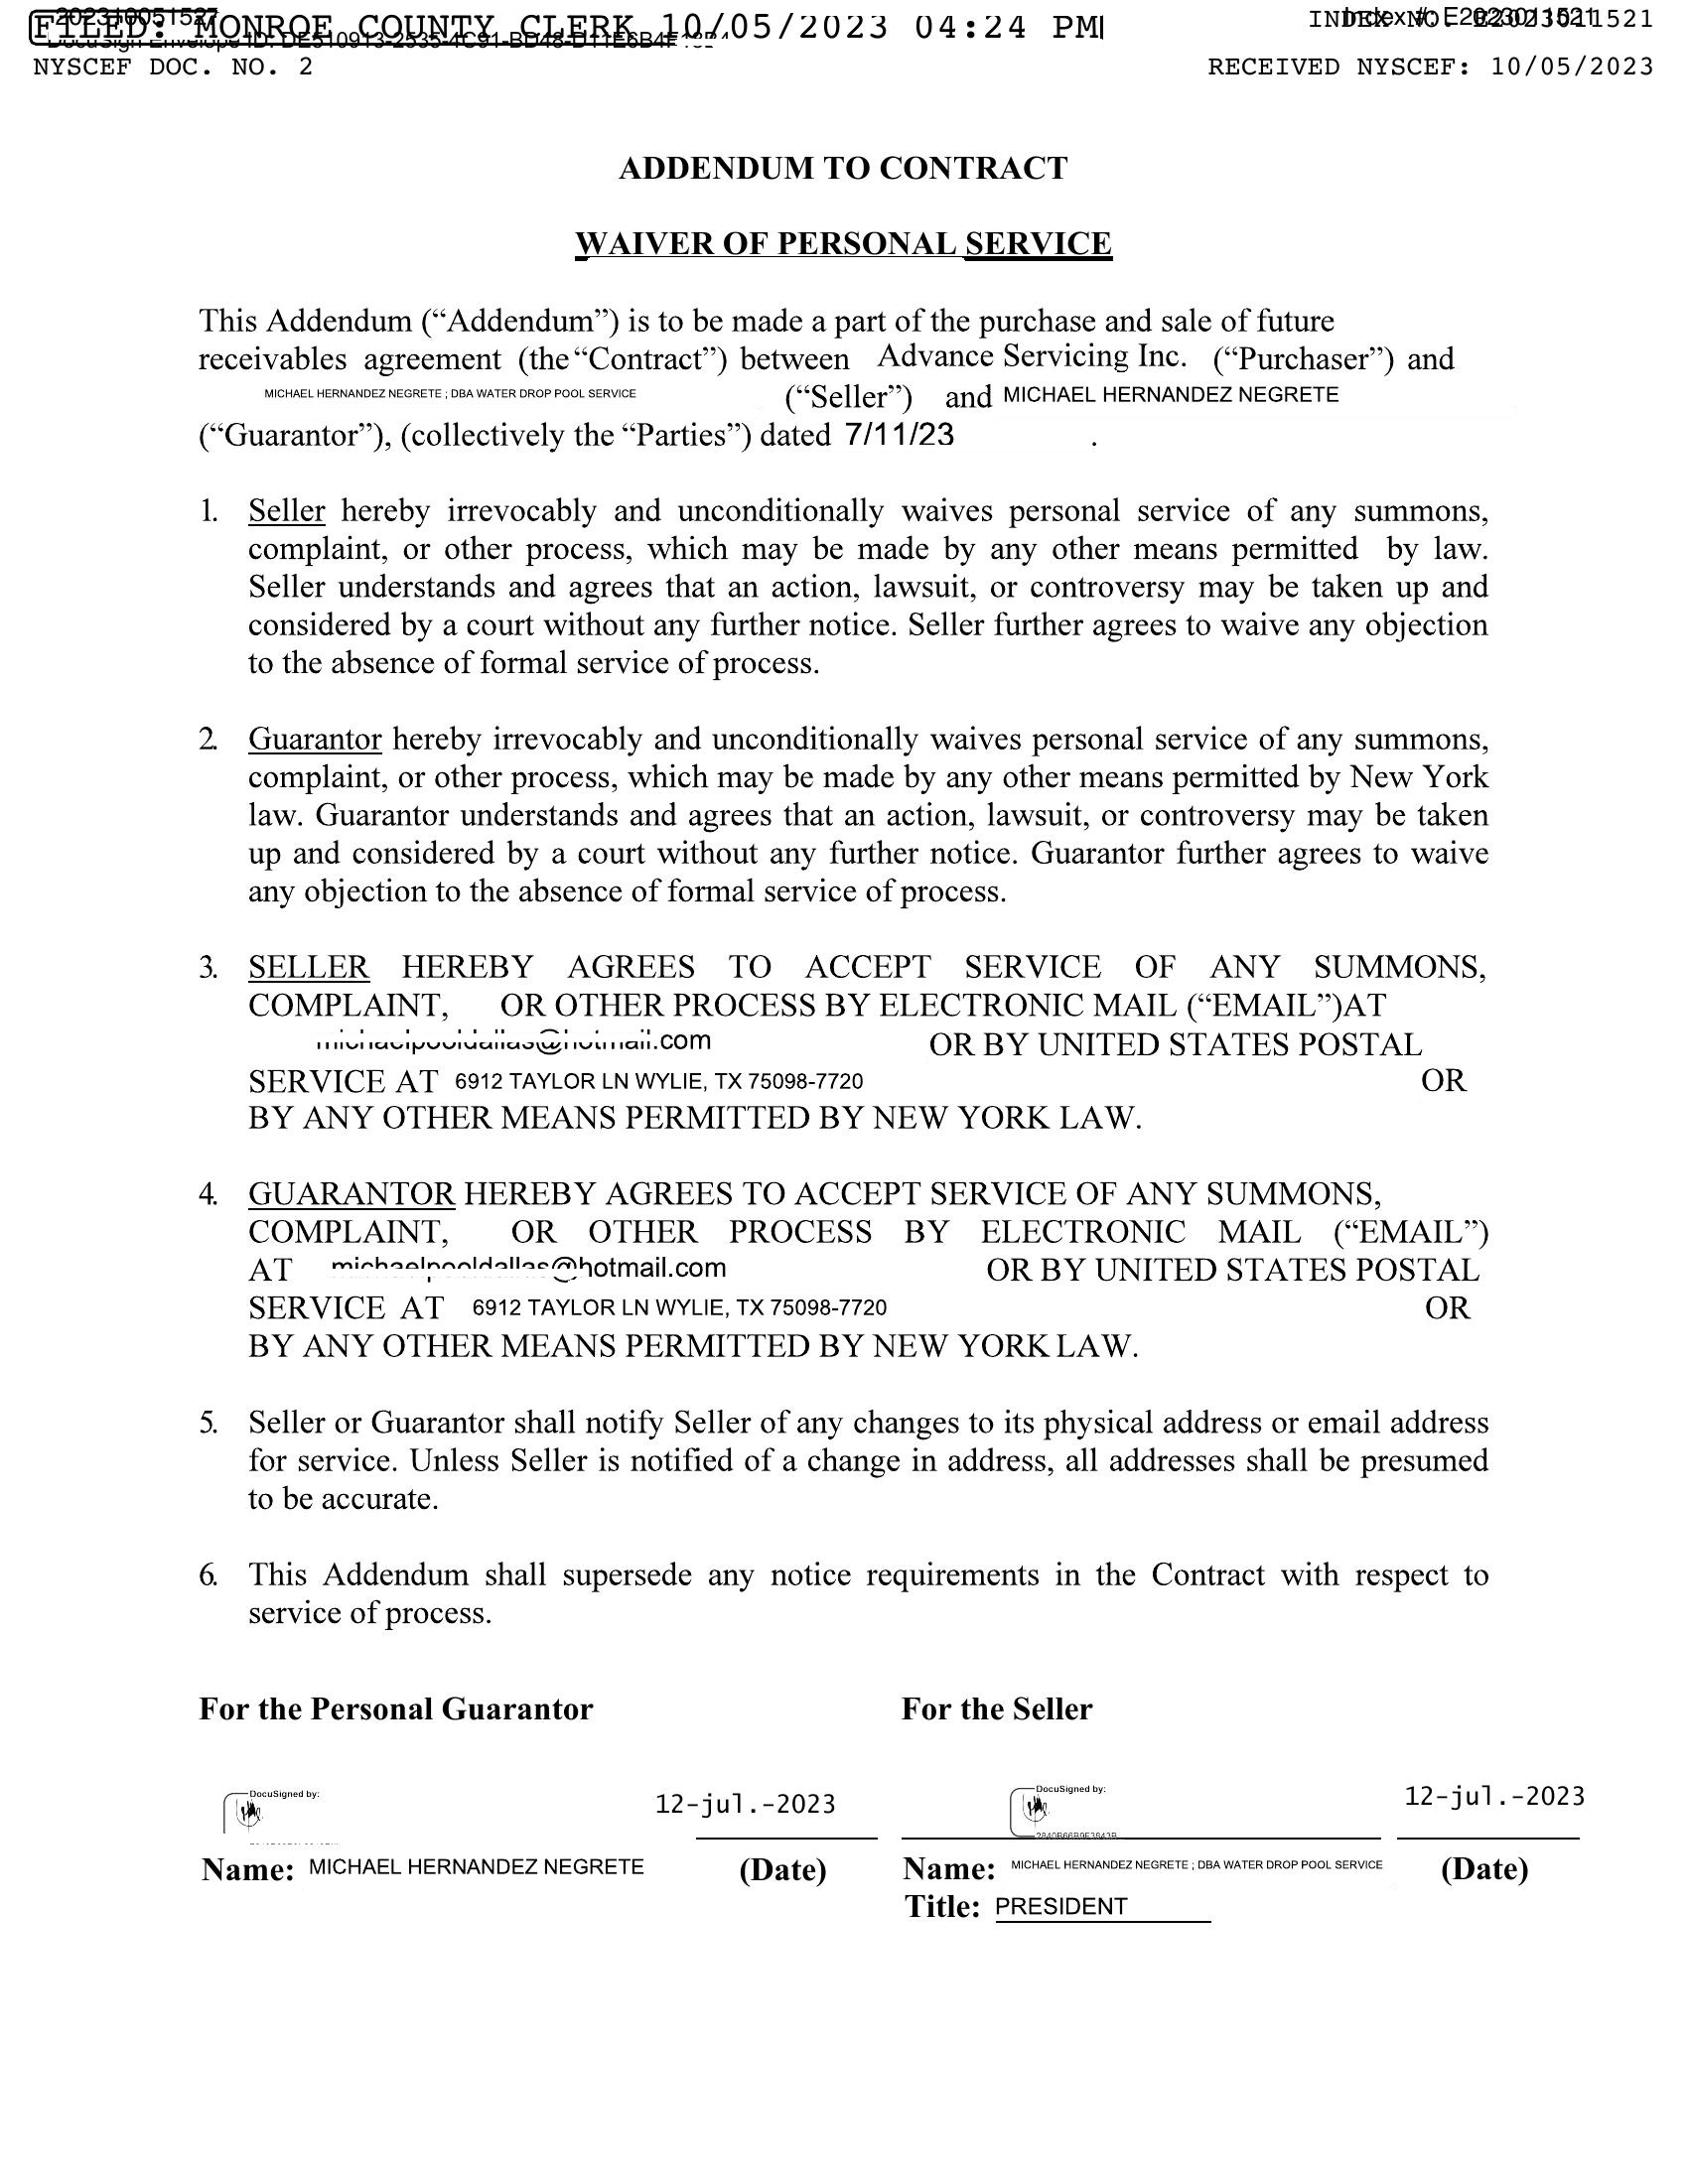 202310051527
FILED: MONROE COUNTY CLERK 10/05/2023 04:24 PM
INDEX NO. E2023011521
Index #: E2023011521
DocuSign Envelope ID:
NYSCEF DOC. NO. 2
RECEIVED NYSCEF: 10/05/2023
ADDENDUM TO CONTRACT
WAIVER OF PERSONAL SERVICE
This Addendum (“Addendum”) is to be made a part of the purchase and sale of future
receivables agreement (the “Contract”) between Advance Servicing Inc. (“Purchaser”) and
MICHAEL HERNANDEZ NEGRETE ; DBA WATER DROP POOL SERVICE (“Seller”) and MICHAEL HERNANDEZ NEGRETE
(“Guarantor”), (collectively the “Parties”) dated 7/11/23 .
1. Seller hereby irrevocably and unconditionally waives personal service of any summons,
complaint, or other process, which may be made by any other means permitted by law.
Seller understands and agrees that an action, lawsuit, or controversy may be taken up and
considered by a court without any further notice. Seller further agrees to waive any objection
to the absence of formal service of process.
2. Guarantor hereby irrevocably and unconditionally waives personal service of any summons,
complaint, or other process, which may be made by any other means permitted by New York
law. Guarantor understands and agrees that an action, lawsuit, or controversy may be taken
up and considered by a court without any further notice. Guarantor further agrees to waive
any objection to the absence of formal service of process.
3. SELLER HEREBY AGREES TO ACCEPT SERVICE OF ANY SUMMONS,
COMPLAINT, OR OTHER PROCESS BY ELECTRONIC MAIL (“EMAIL”)AT
michaelpooldallas@hotmail.com OR BY UNITED STATES POSTAL
SERVICE AT 6912 TAYLOR LN WYLIE, TX 75098-7720 OR
BY ANY OTHER MEANS PERMITTED BY NEW YORK LAW.
4. GUARANTOR HEREBY AGREES TO ACCEPT SERVICE OF ANY SUMMONS,
COMPLAINT, OR OTHER PROCESS BY ELECTRONIC MAIL (“EMAIL”)
AT michaelpooldallas@hotmail.com OR BY UNITED STATES POSTAL
SERVICE AT 6912 TAYLOR LN WYLIE, TX 75098-7720 OR
BY ANY OTHER MEANS PERMITTED BY NEW YORK LAW.
5. Seller or Guarantor shall notify Seller of any changes to its physical address or email address
for service. Unless Seller is notified of a change in address, all addresses shall be presumed
to be accurate.
6. This Addendum shall supersede any notice requirements in the Contract with respect to
service of process.
For the Personal Guarantor For the Seller
DocuSigned by: 12-jul.-2023 DocuSigned by: 12-jul.-2023
Name: MICHAEL HERNANDEZ NEGRETE (Date) Name: MICHAEL HERNANDEZ NEGRETE ; DBA WATER DROP POOL SERVICE (Date)
Title: PRESIDENT